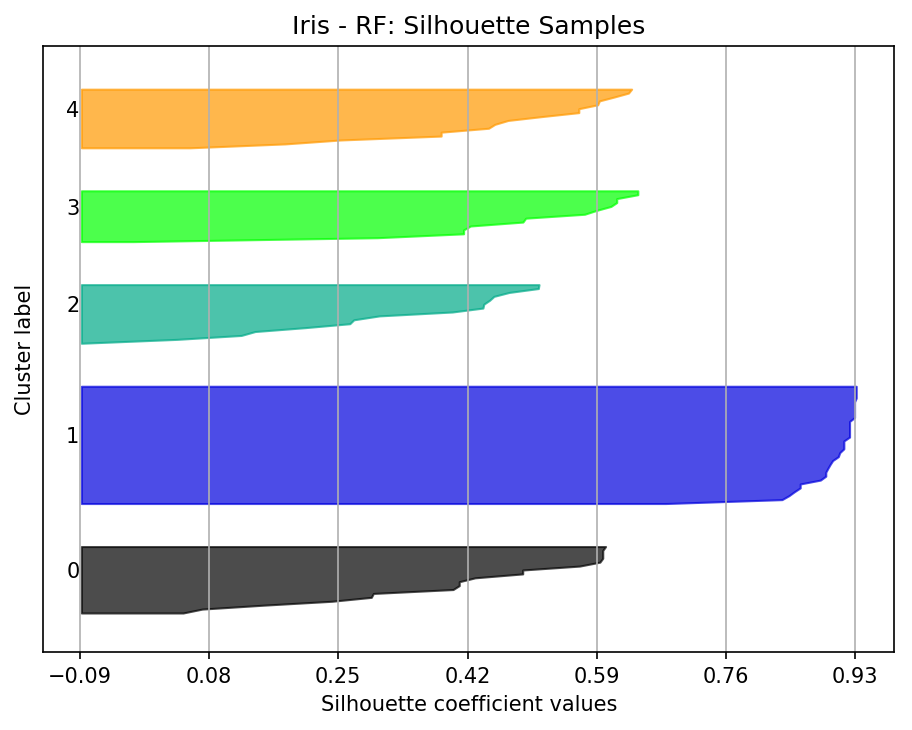 Iris - RF: Silhouette Samples
Cluster label
4
3
2
1
0
−0.09 0.08 0.25 0.42 0.59 0.76 0.93
Silhouette coefficient values